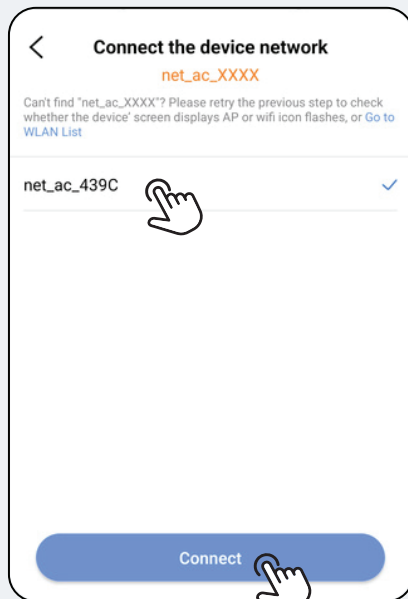 Connect the device network
net_ac_XXXX
Can't find "net_ac_XXXX"? Please retry the previous step to check
whether the device' screen displays AP or wifi icon flashes, or Go to
WLAN List
net_ac_439C
Connect